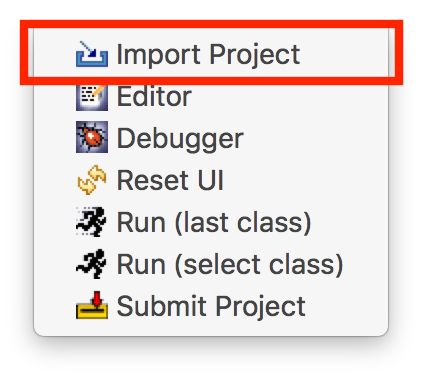 Import Project
Editor
Debugger
Reset UI
Run (last class)
Run (select class)
Submit Project